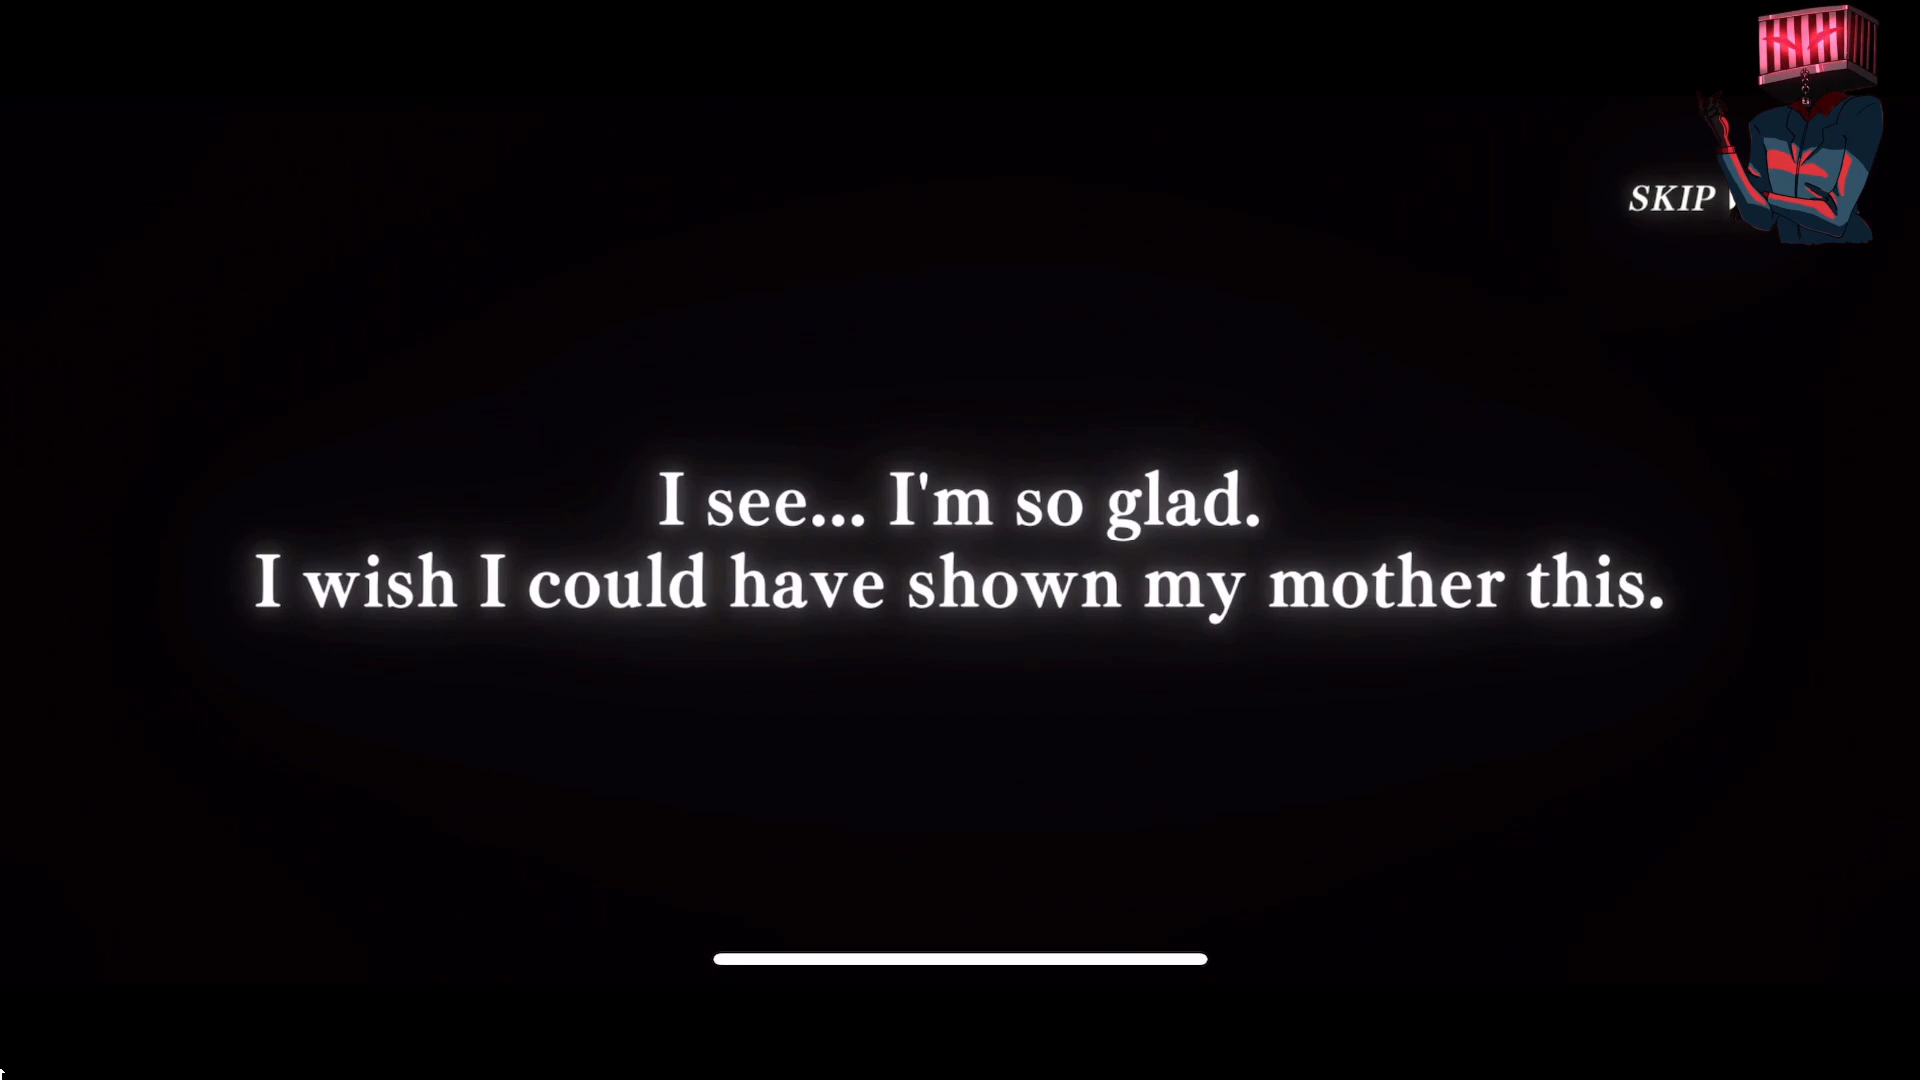 SKIP
I see... I'm so glad.
I wish I could have shown my mother this.